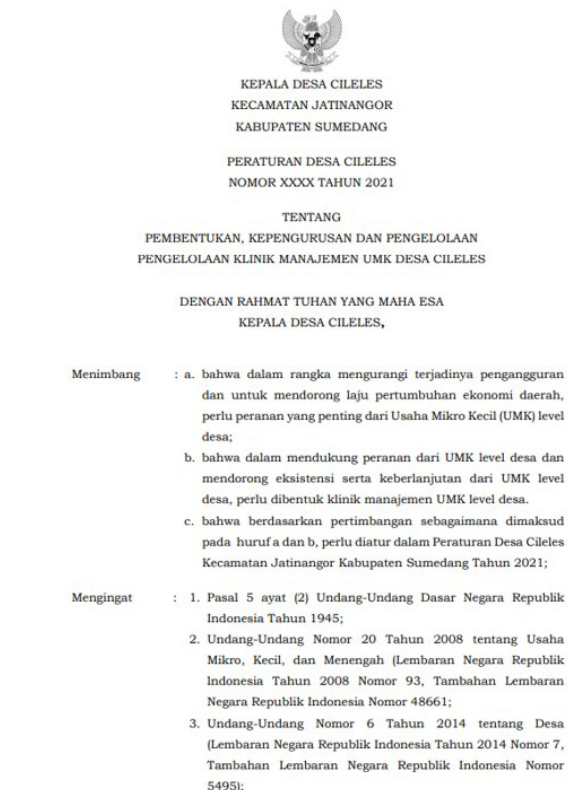 KEPALA DESA CILELES
KECAMATAN JATINANGOR
KABUPATEN SUMEDANG
PERATURAN DESA CILELES
NOMOR XXXX TAHUN 2021
TENTANG
PEMBENTUKAN, KEPENGURUSAN DAN PENGELOLAAN
PENGELOLAAN KLINIK MANAJEMEN UMK DESA CILELES
DENGAN RAHMAT TUHAN YANG MAHA ESA
KEPALA DESA CILELES,
Menimbang : a. bahwa dalam rangka mengurangi terjadinya pengangguran
dan untuk mendorong laju pertumbuhan ekonomi daerah,
perlu peranan yang penting dari Usaha Mikro Kecil (UMK) level
desa;
b. bahwa dalam mendukung peranan dari UMK level desa dan
mendorong eksistensi serta keberlanjutan dari UMK level
desa, perlu dibentuk klinik manajemen UMK level desa.
c. bahwa berdasarkan pertimbangan sebagaimana dimaksud
pada huruf a dan b, perlu diatur dalam Peraturan Desa Cileles
Kecamatan Jatinangor Kabupaten Sumedang Tahun 2021;
Mengingat : 1. Pasal 5 ayat (2) Undang-Undang Dasar Negara Republik
Indonesia Tahun 1945;
2. Undang-Undang Nomor 20 Tahun 2008 tentang Usaha
Mikro, Kecil, dan Menengah (Lembaran Negara Republik
lndonesia Tahun 2008 Nomor 93, Tambahan Lembaran
Negara Republik Indonesia Nomor 48661;
3. Undang-Undang Nomor 6 Tahun 2014 tentang Desa
(Lembaran Negara Republik Indonesia Tahun 2014 Nomor 7,
Tambahan Lembaran Negara Republik Indonesia Nomor
5495);